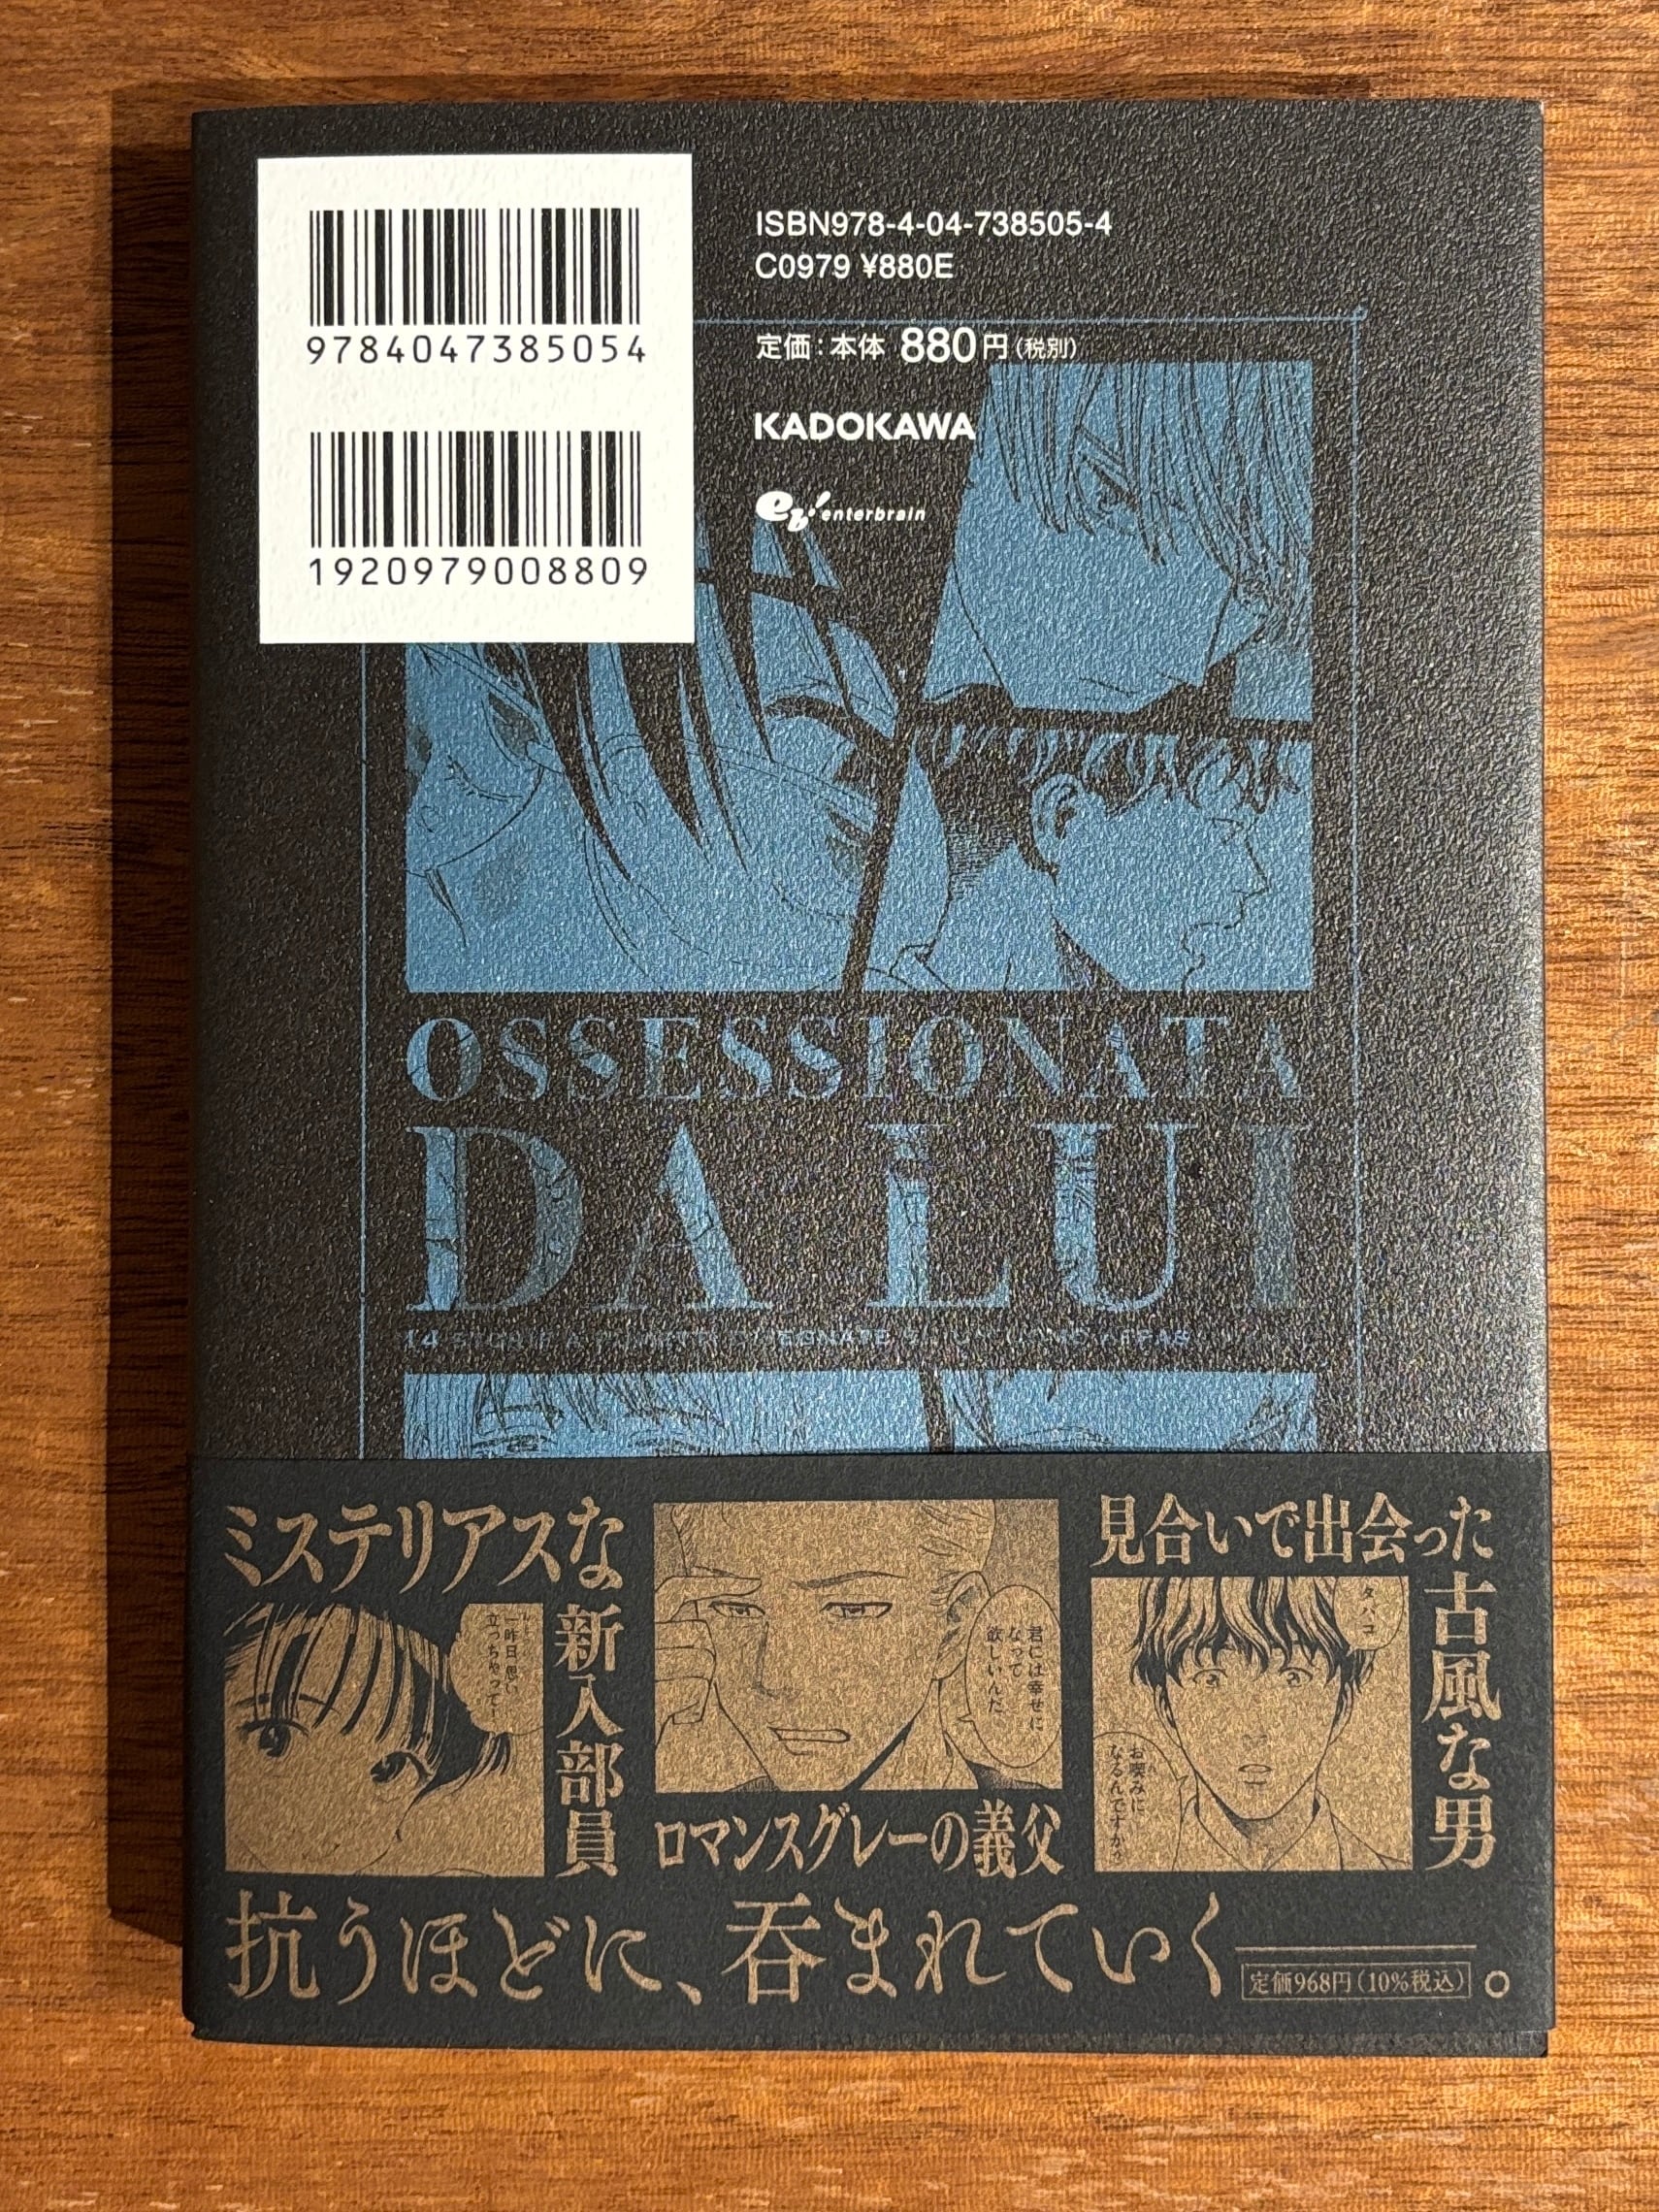 9784047385054
1920979008809
ISBN978-4-04-738505-4
C0979 ¥880E
定価：本体 880円（税別）
KADOKAWA
eb! enterbrain
OSSESSIONATA
DA LUI
見合いで出会った
古風な男
タバコ
お喫みに
なるんですか？
君には幸せに
なって
欲しいんだ
ロマンスグレーの義父
ミステリアスな
新入部員
一昨日思い
立っちゃって…
抗うほどに、呑まれていく――。
定価968円（10%税込）